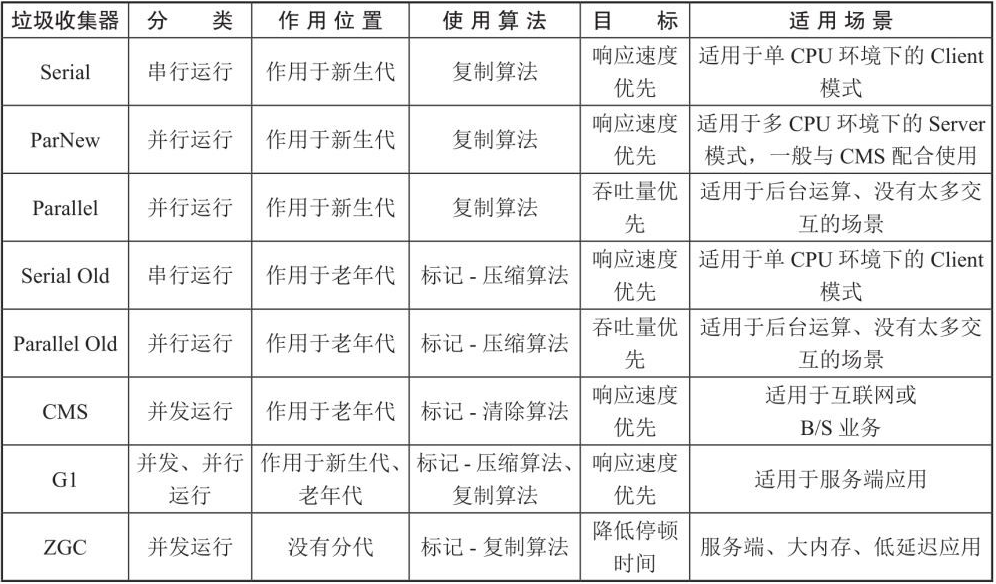 垃圾收集器 分 类 作用位置 使用算法 目 标 适用场景
Serial 串行运行 作用于新生代 复制算法 响应速度优先 适用于单 CPU 环境下的 Client 模式
ParNew 并行运行 作用于新生代 复制算法 响应速度优先 适用于多 CPU 环境下的 Server 模式，一般与 CMS 配合使用
Parallel 并行运行 作用于新生代 复制算法 吞吐量优先 适用于后台运算、没有太多交互的场景
Serial Old 串行运行 作用于老年代 标记 - 压缩算法 响应速度优先 适用于单 CPU 环境下的 Client 模式
Parallel Old 并行运行 作用于老年代 标记 - 压缩算法 吞吐量优先 适用于后台运算、没有太多交互的场景
CMS 并发运行 作用于老年代 标记 - 清除算法 响应速度优先 适用于互联网或 B/S 业务
G1 并发、并行运行 作用于新生代、老年代 标记 - 压缩算法、复制算法 响应速度优先 适用于服务端应用
ZGC 并发运行 没有分代 标记 - 复制算法 降低停顿时间 服务端、大内存、低延迟应用